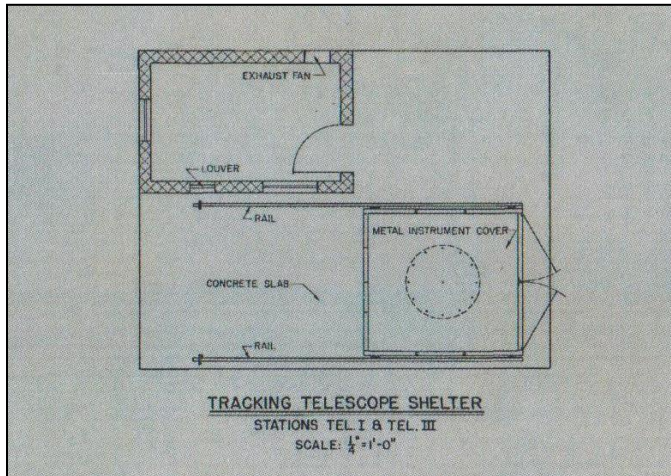 EXHAUST FAN
LOUVER
RAIL
METAL INSTRUMENT COVER
CONCRETE SLAB
RAIL
TRACKING TELESCOPE SHELTER
STATIONS TEL. I & TEL. III
SCALE: 1/4" = 1'-0"